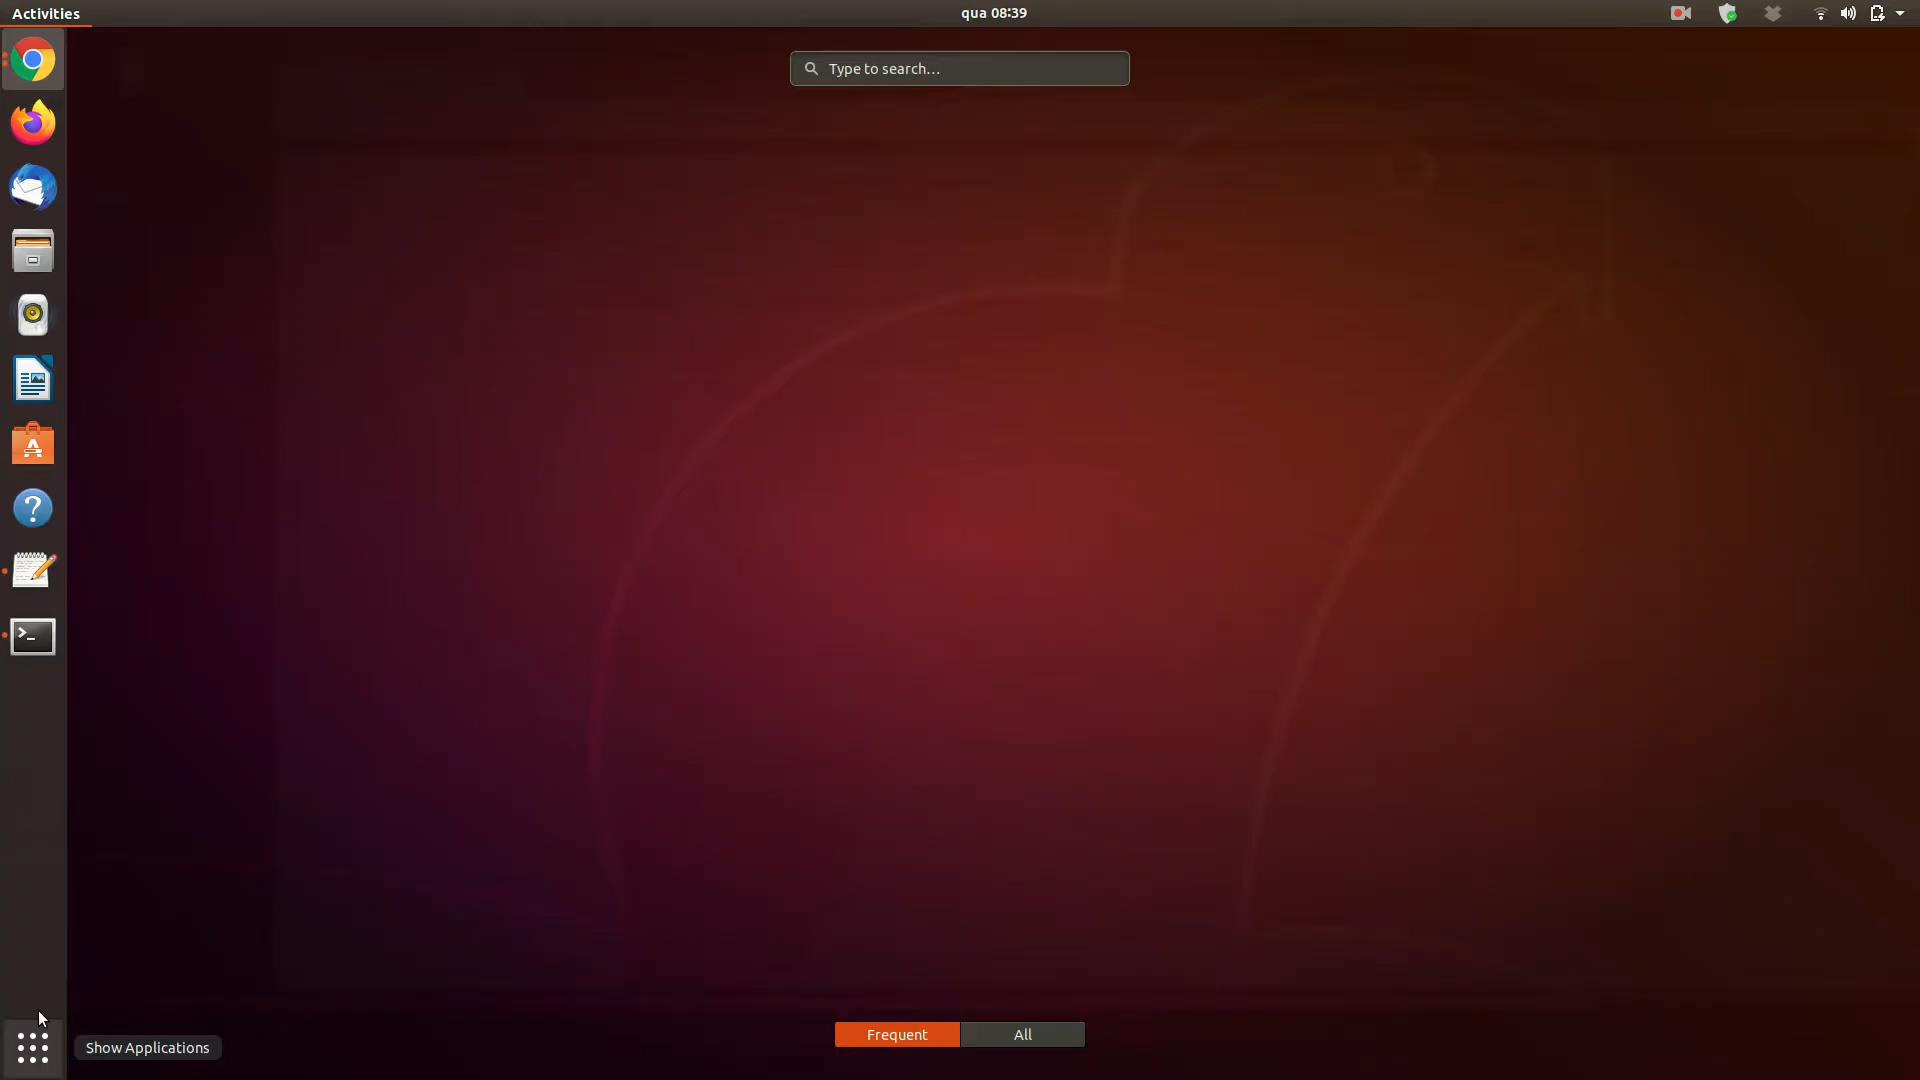 Activities
qua 08:39
Type to search...
Show Applications
Frequent
All